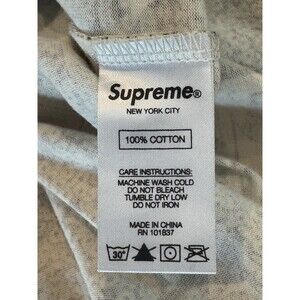 Supreme®
NEW YORK CITY
100% COTTON
CARE INSTRUCTIONS:
MACHINE WASH COLD
DO NOT BLEACH
TUMBLE DRY LOW
DO NOT IRON
MADE IN CHINA
RN 101837
30°